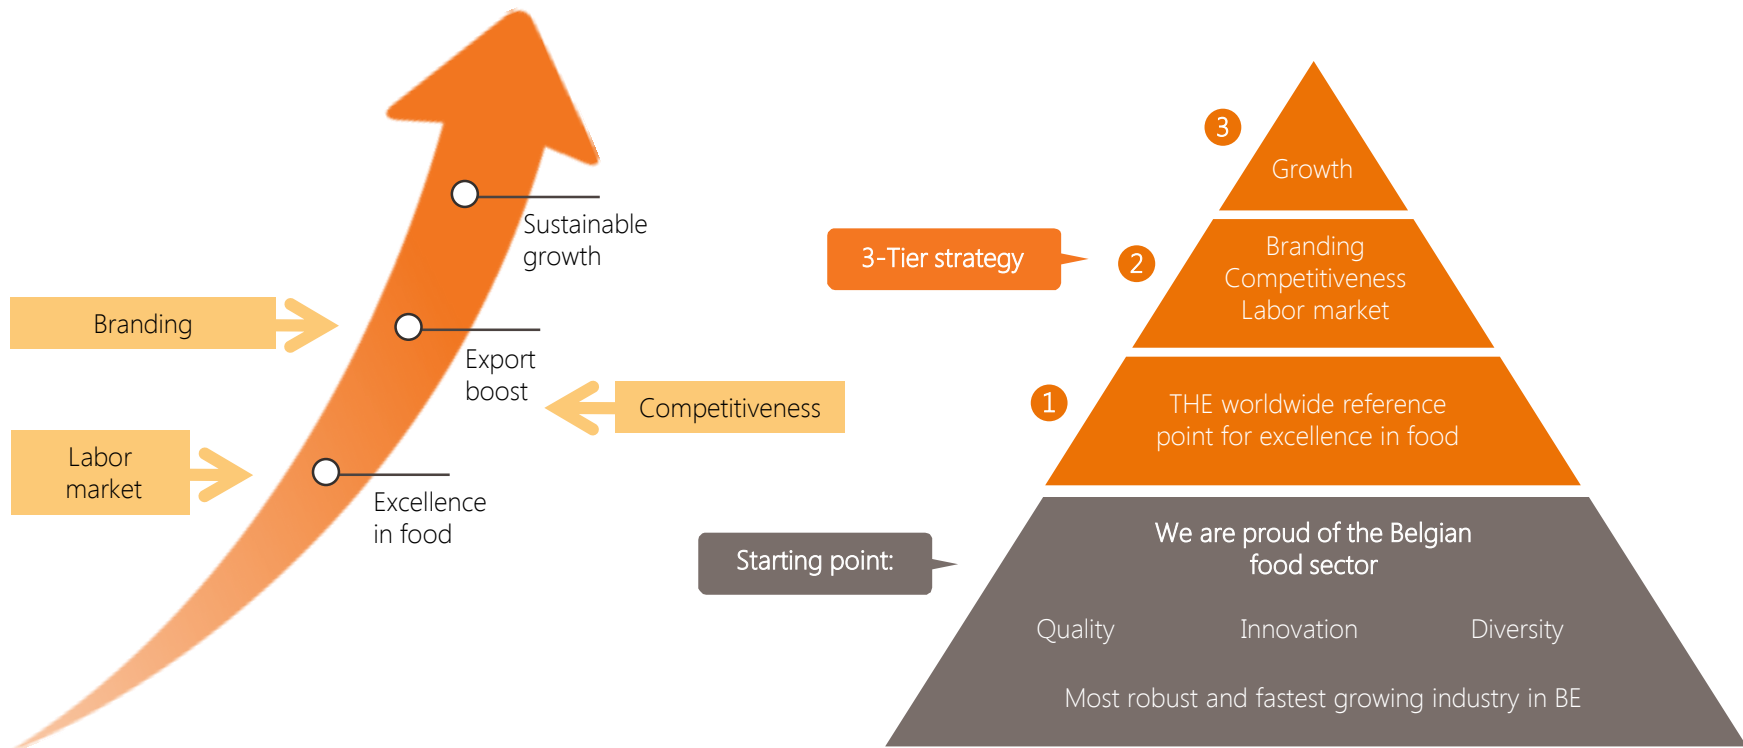 Sustainable
growth
Branding
Export
boost
Competitiveness
Labor
market
Excellence
in food
3
Growth
3-Tier strategy
2
Branding
Competitiveness
Labor market
1
THE worldwide reference
point for excellence in food
Starting point:
We are proud of the Belgian
food sector
Quality Innovation Diversity
Most robust and fastest growing industry in BE